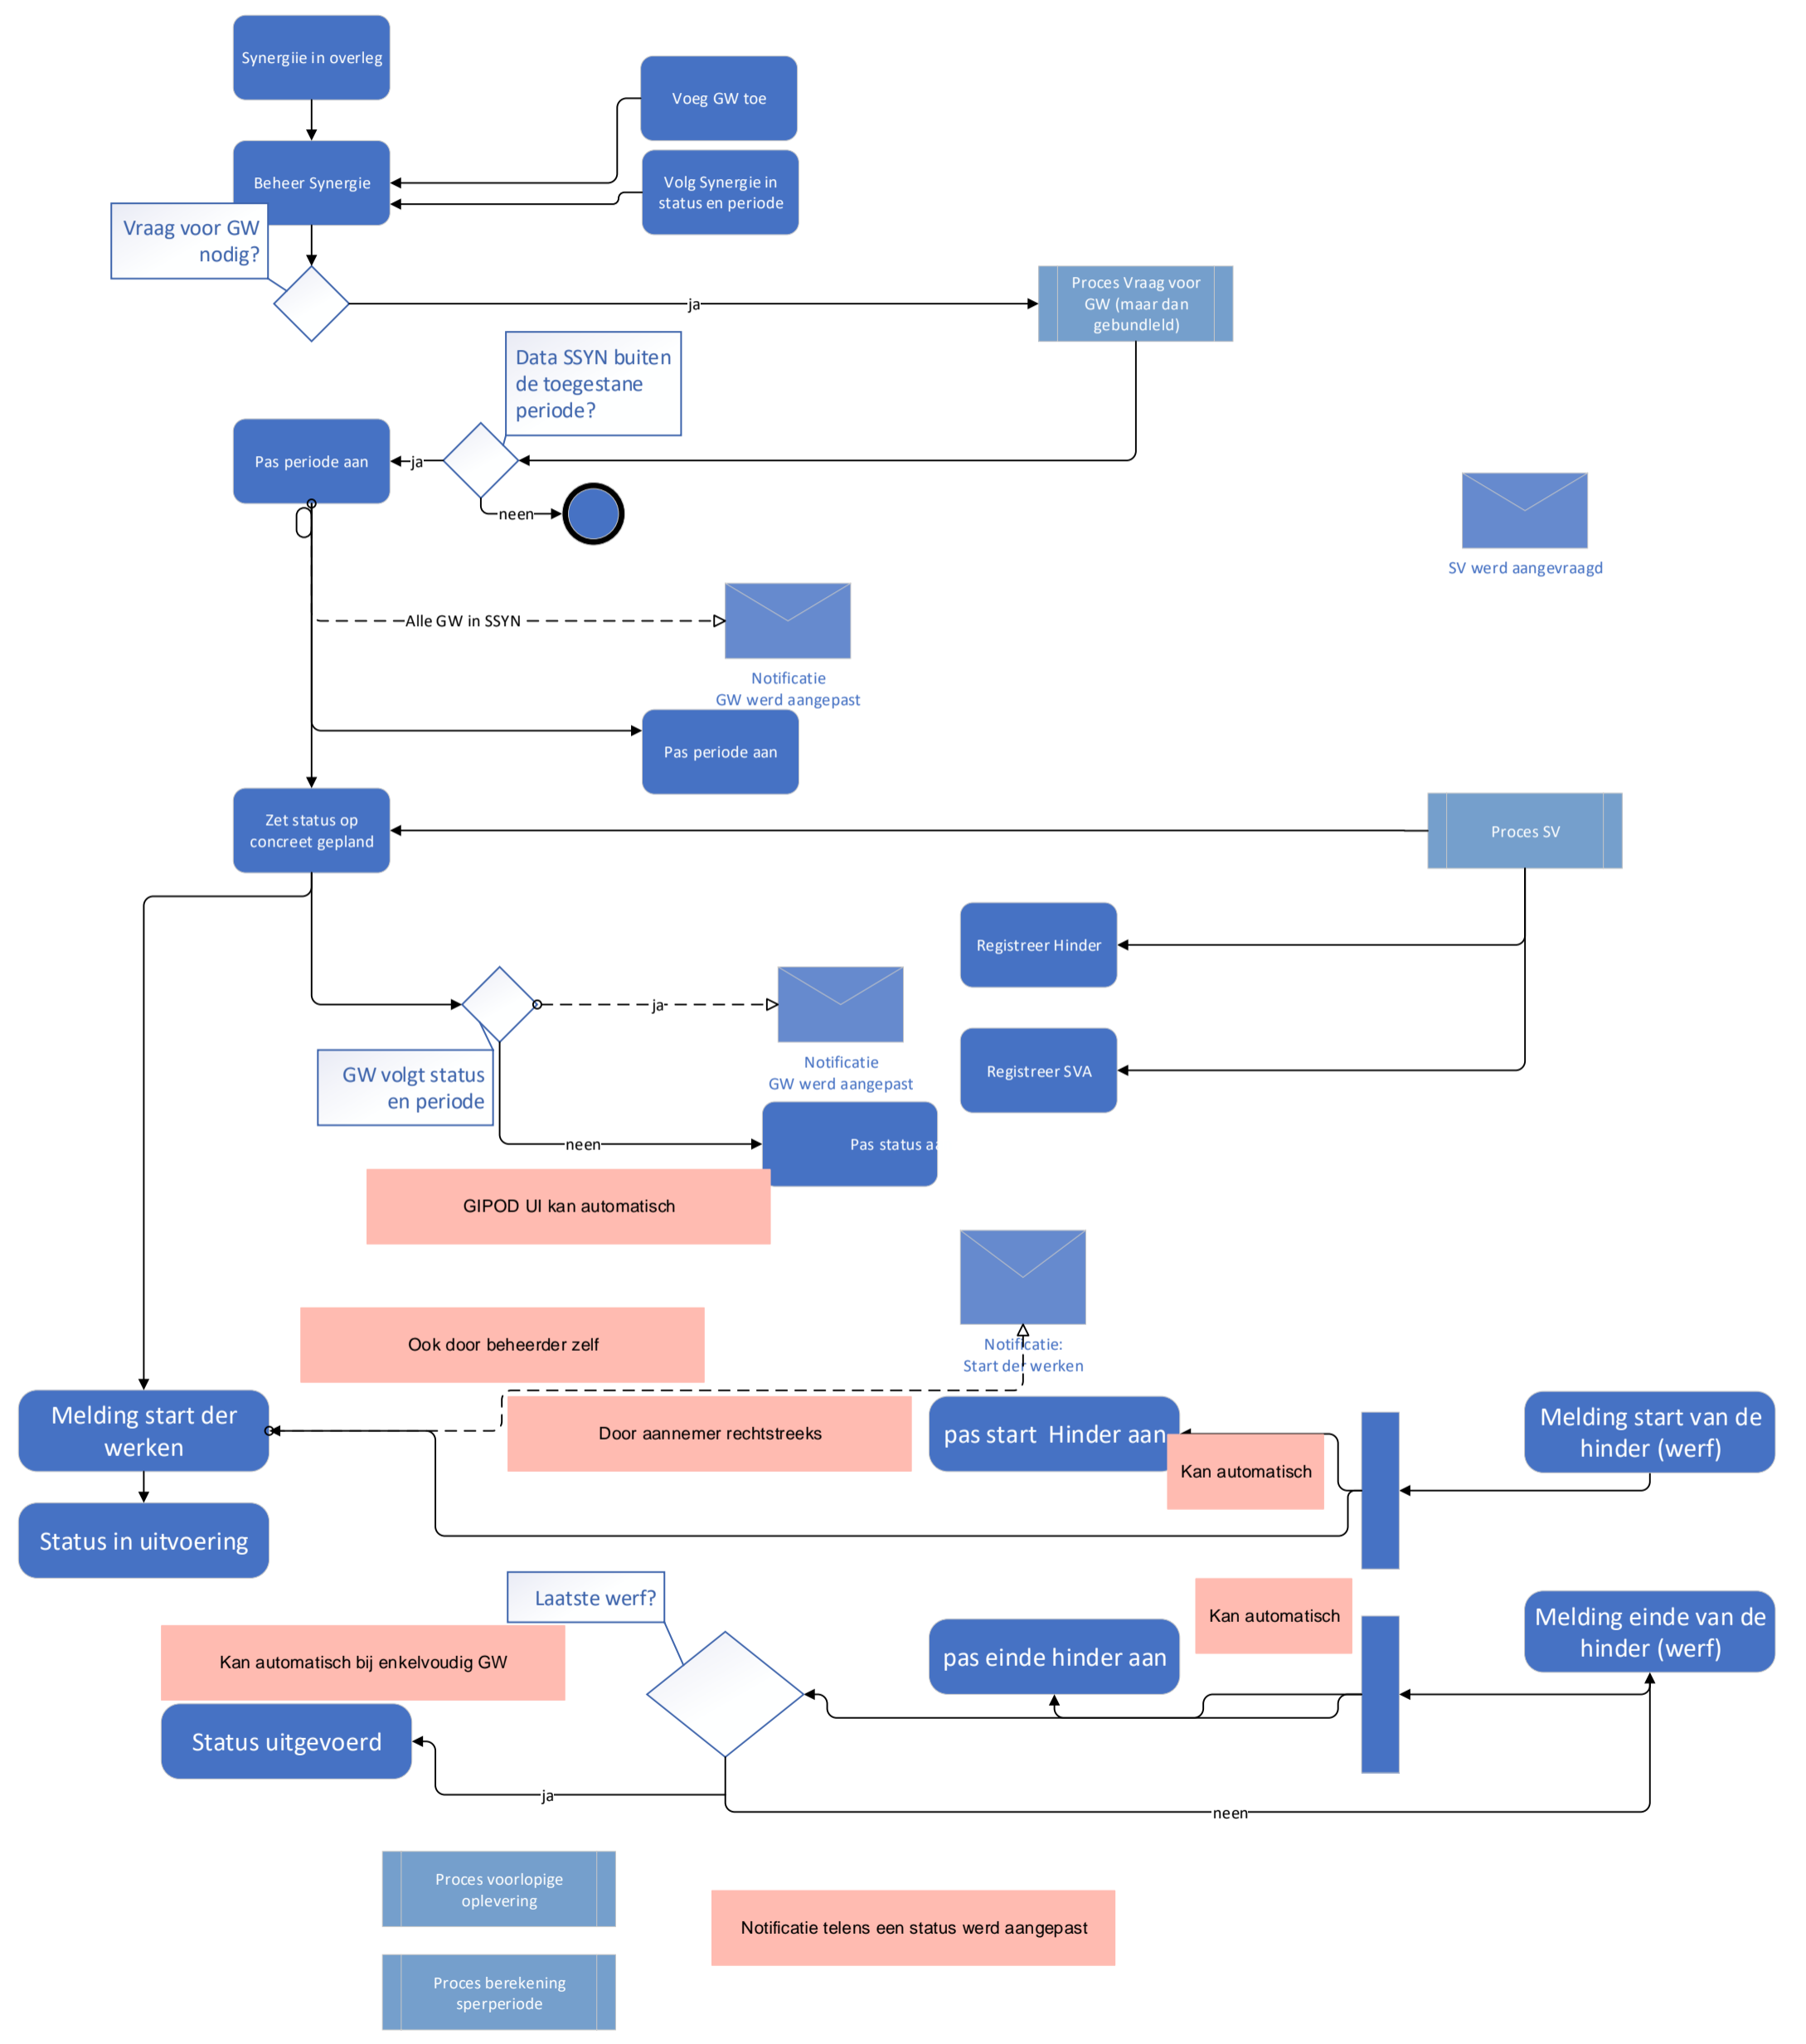 Synergiie in overleg
Voeg GW toe
Beheer Synergie
Volg Synergie in
status en periode
Vraag voor GW
nodig?
ja
Proces Vraag voor
GW (maar dan
gebundleld)
Data SSYN buiten
de toegestane
periode?
Pas periode aan
ja
neen
SV werd aangevraagd
Alle GW in SSYN
Notificatie
GW werd aangepast
Pas periode aan
Zet status op
concreet gepland
Proces SV
Registreer Hinder
ja
Notificatie
GW werd aangepast
Registreer SVA
GW volgt status
en periode
neen
Pas status aa
GIPOD UI kan automatisch
Ook door beheerder zelf
Notificatie:
Start der werken
Melding start der
werken
Door aannemer rechtstreeks
pas start  Hinder aan
Kan automatisch
Melding start van de
hinder (werf)
Status in uitvoering
Laatste werf?
Kan automatisch
Melding einde van de
hinder (werf)
Kan automatisch bij enkelvoudig GW
pas einde hinder aan
Status uitgevoerd
ja
neen
Proces voorlopige
oplevering
Notificatie telens een status werd aangepast
Proces berekening
sperperiode